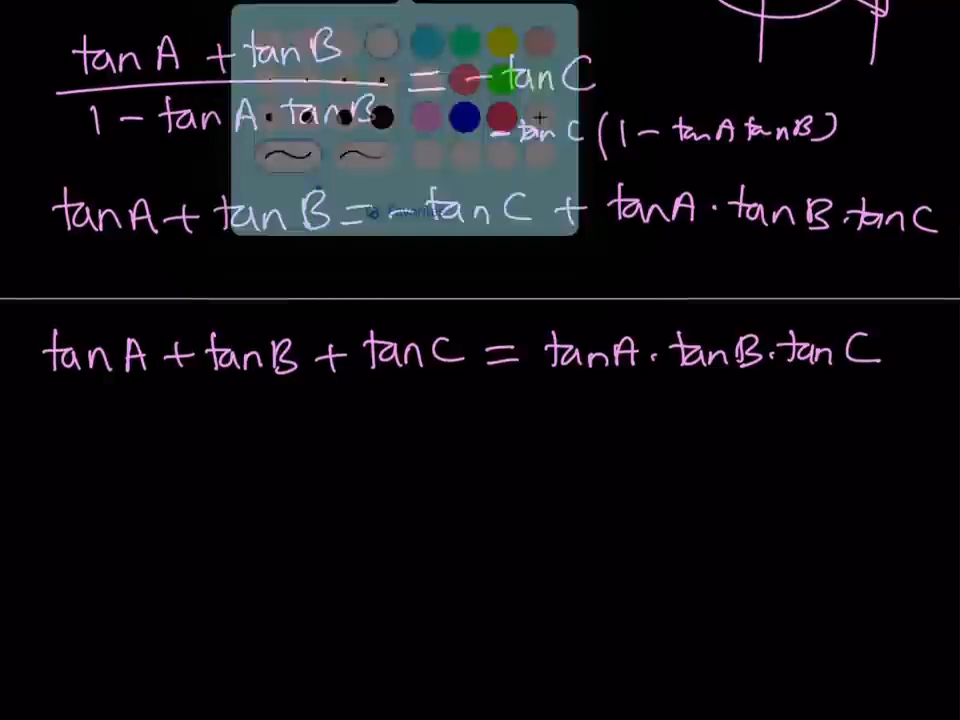 tan A + tan B
= - tan C
1 - tan A · tan B
- tan C (1 - tan A tan B)
tan A + tan B = - tan C + tan A · tan B · tan C
tan A + tan B + tan C = tan A · tan B · tan C